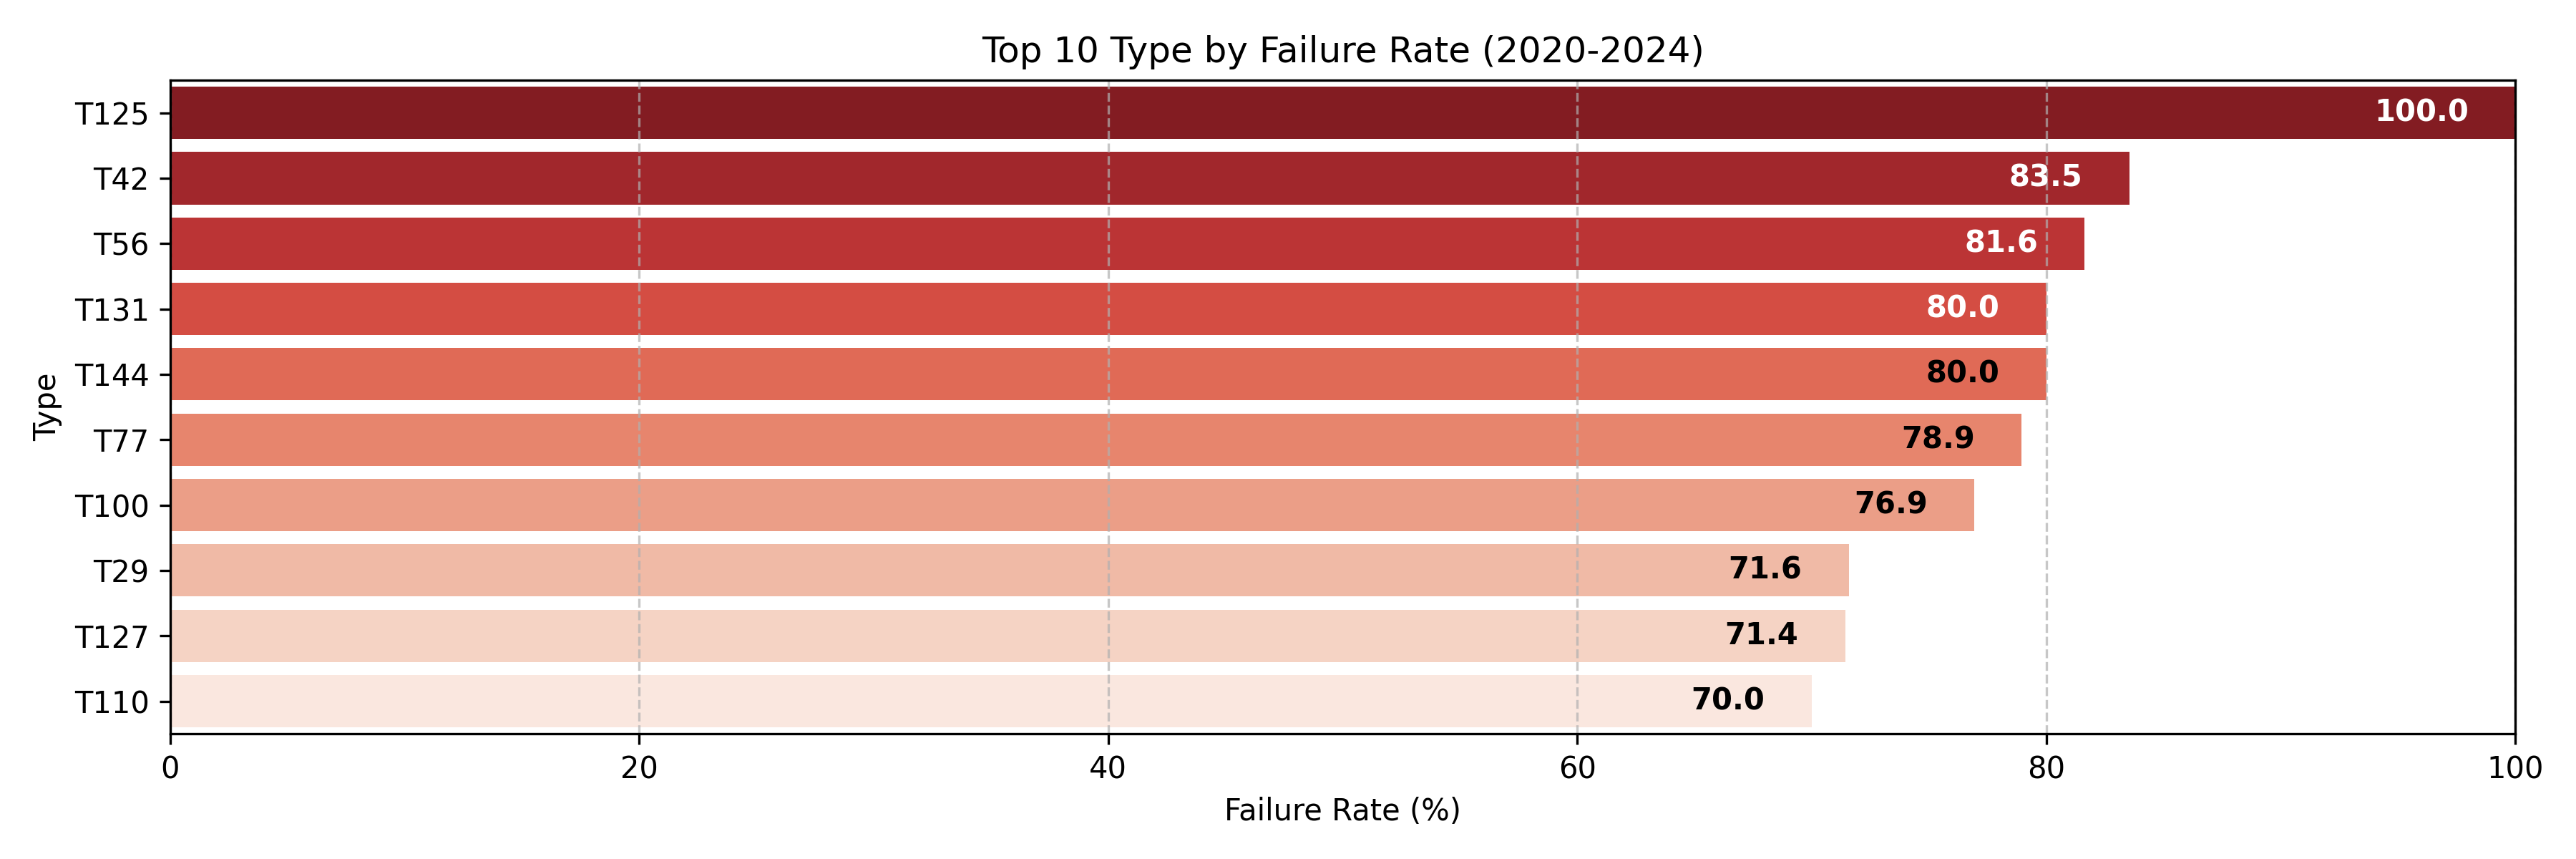 Top 10 Type by Failure Rate (2020-2024)
Type
T125 100.0
T42 83.5
T56 81.6
T131 80.0
T144 80.0
T77 78.9
T100 76.9
T29 71.6
T127 71.4
T110 70.0
0 20 40 60 80 100
Failure Rate (%)